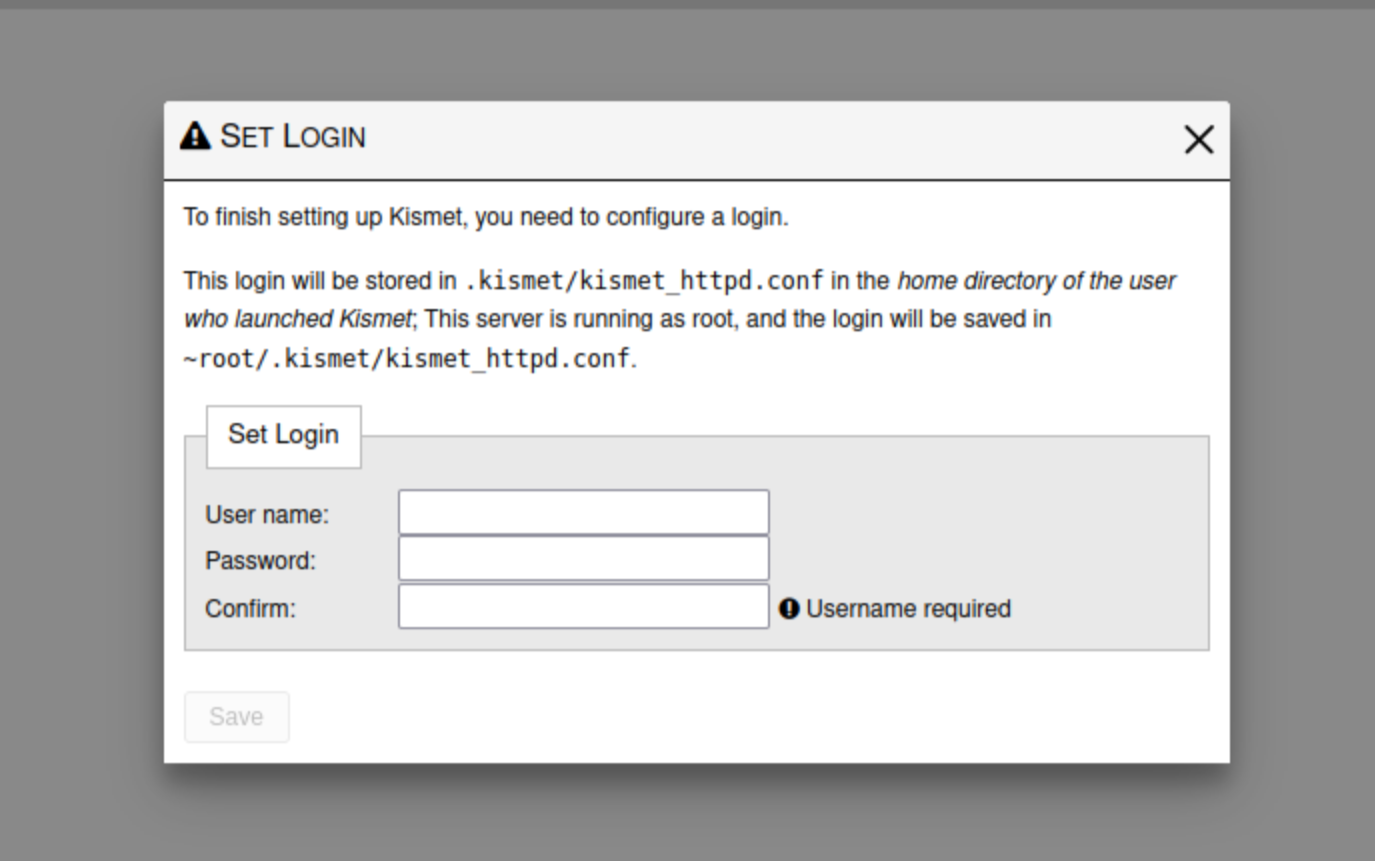 SET LOGIN
To finish setting up Kismet, you need to configure a login.
This login will be stored in .kismet/kismet_httpd.conf in the home directory of the user
who launched Kismet; This server is running as root, and the login will be saved in
~root/.kismet/kismet_httpd.conf.
Set Login
User name:
Password:
Confirm: Username required
Save